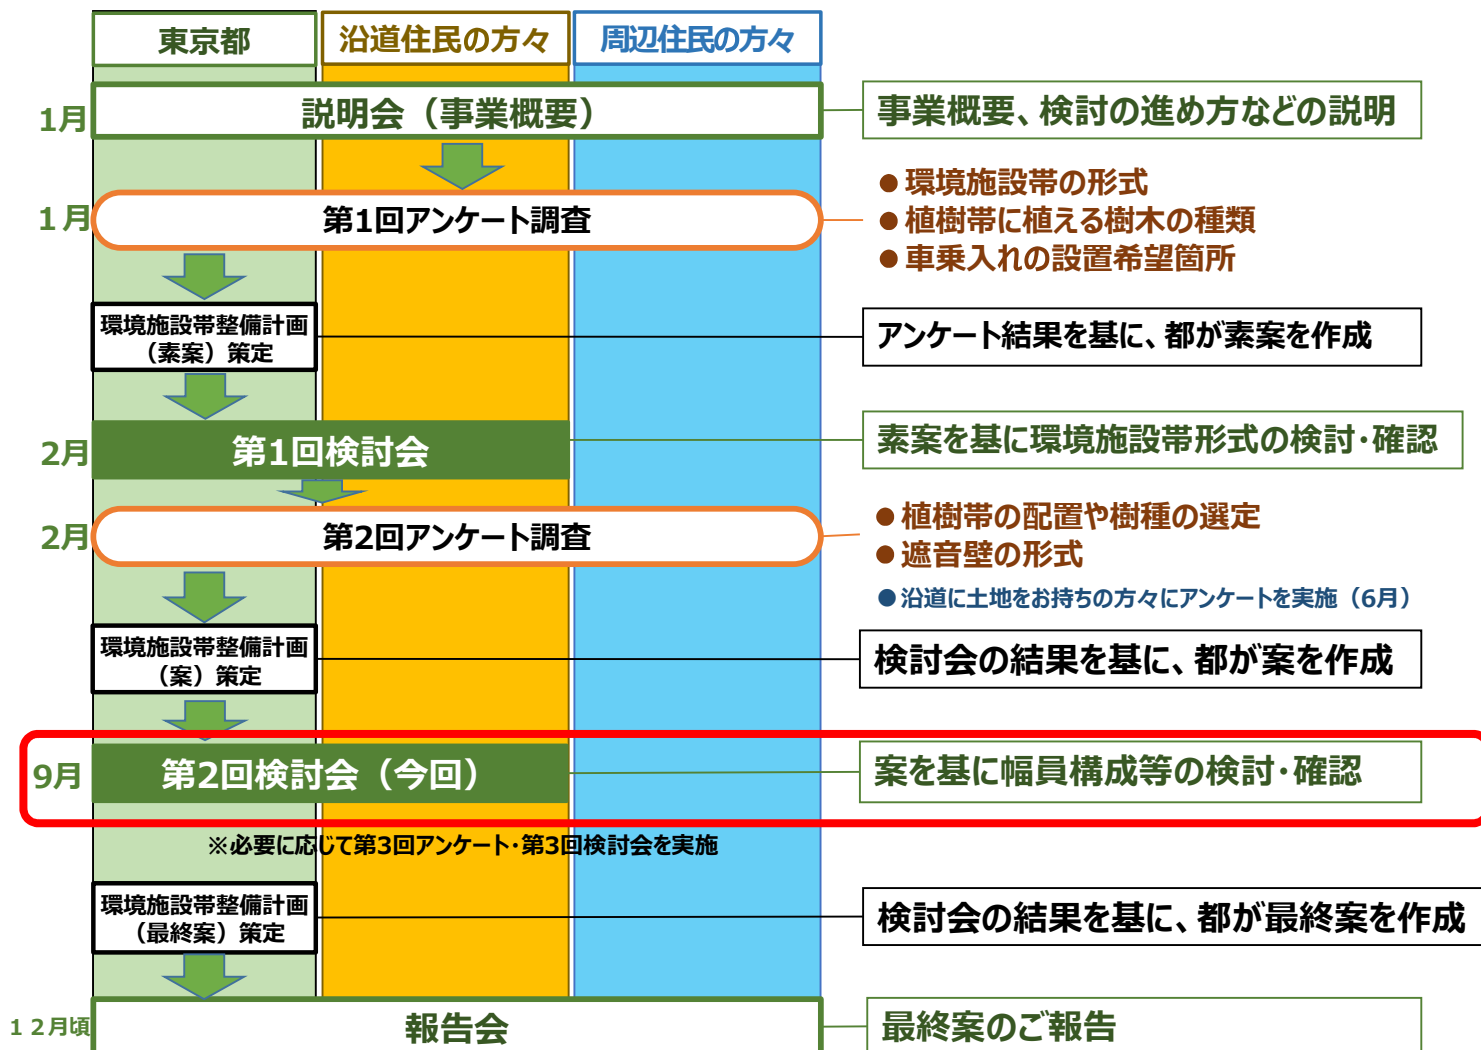 東京都
沿道住民の方々
周辺住民の方々
1月
説明会（事業概要）
事業概要、検討の進め方などの説明
1月
第1回アンケート調査
●環境施設帯の形式
●植樹帯に植える樹木の種類
●車乗入れの設置希望箇所
環境施設帯整備計画
（素案）策定
アンケート結果を基に、都が素案を作成
2月
第1回検討会
素案を基に環境施設帯形式の検討･確認
2月
第2回アンケート調査
●植樹帯の配置や樹種の選定
●遮音壁の形式
●沿道に土地をお持ちの方々にアンケートを実施（6月）
環境施設帯整備計画
（案）策定
検討会の結果を基に、都が案を作成
9月
第2回検討会（今回）
案を基に幅員構成等の検討･確認
※必要に応じて第3回アンケート･第3回検討会を実施
環境施設帯整備計画
（最終案）策定
検討会の結果を基に、都が最終案を作成
１２月頃
報告会
最終案のご報告